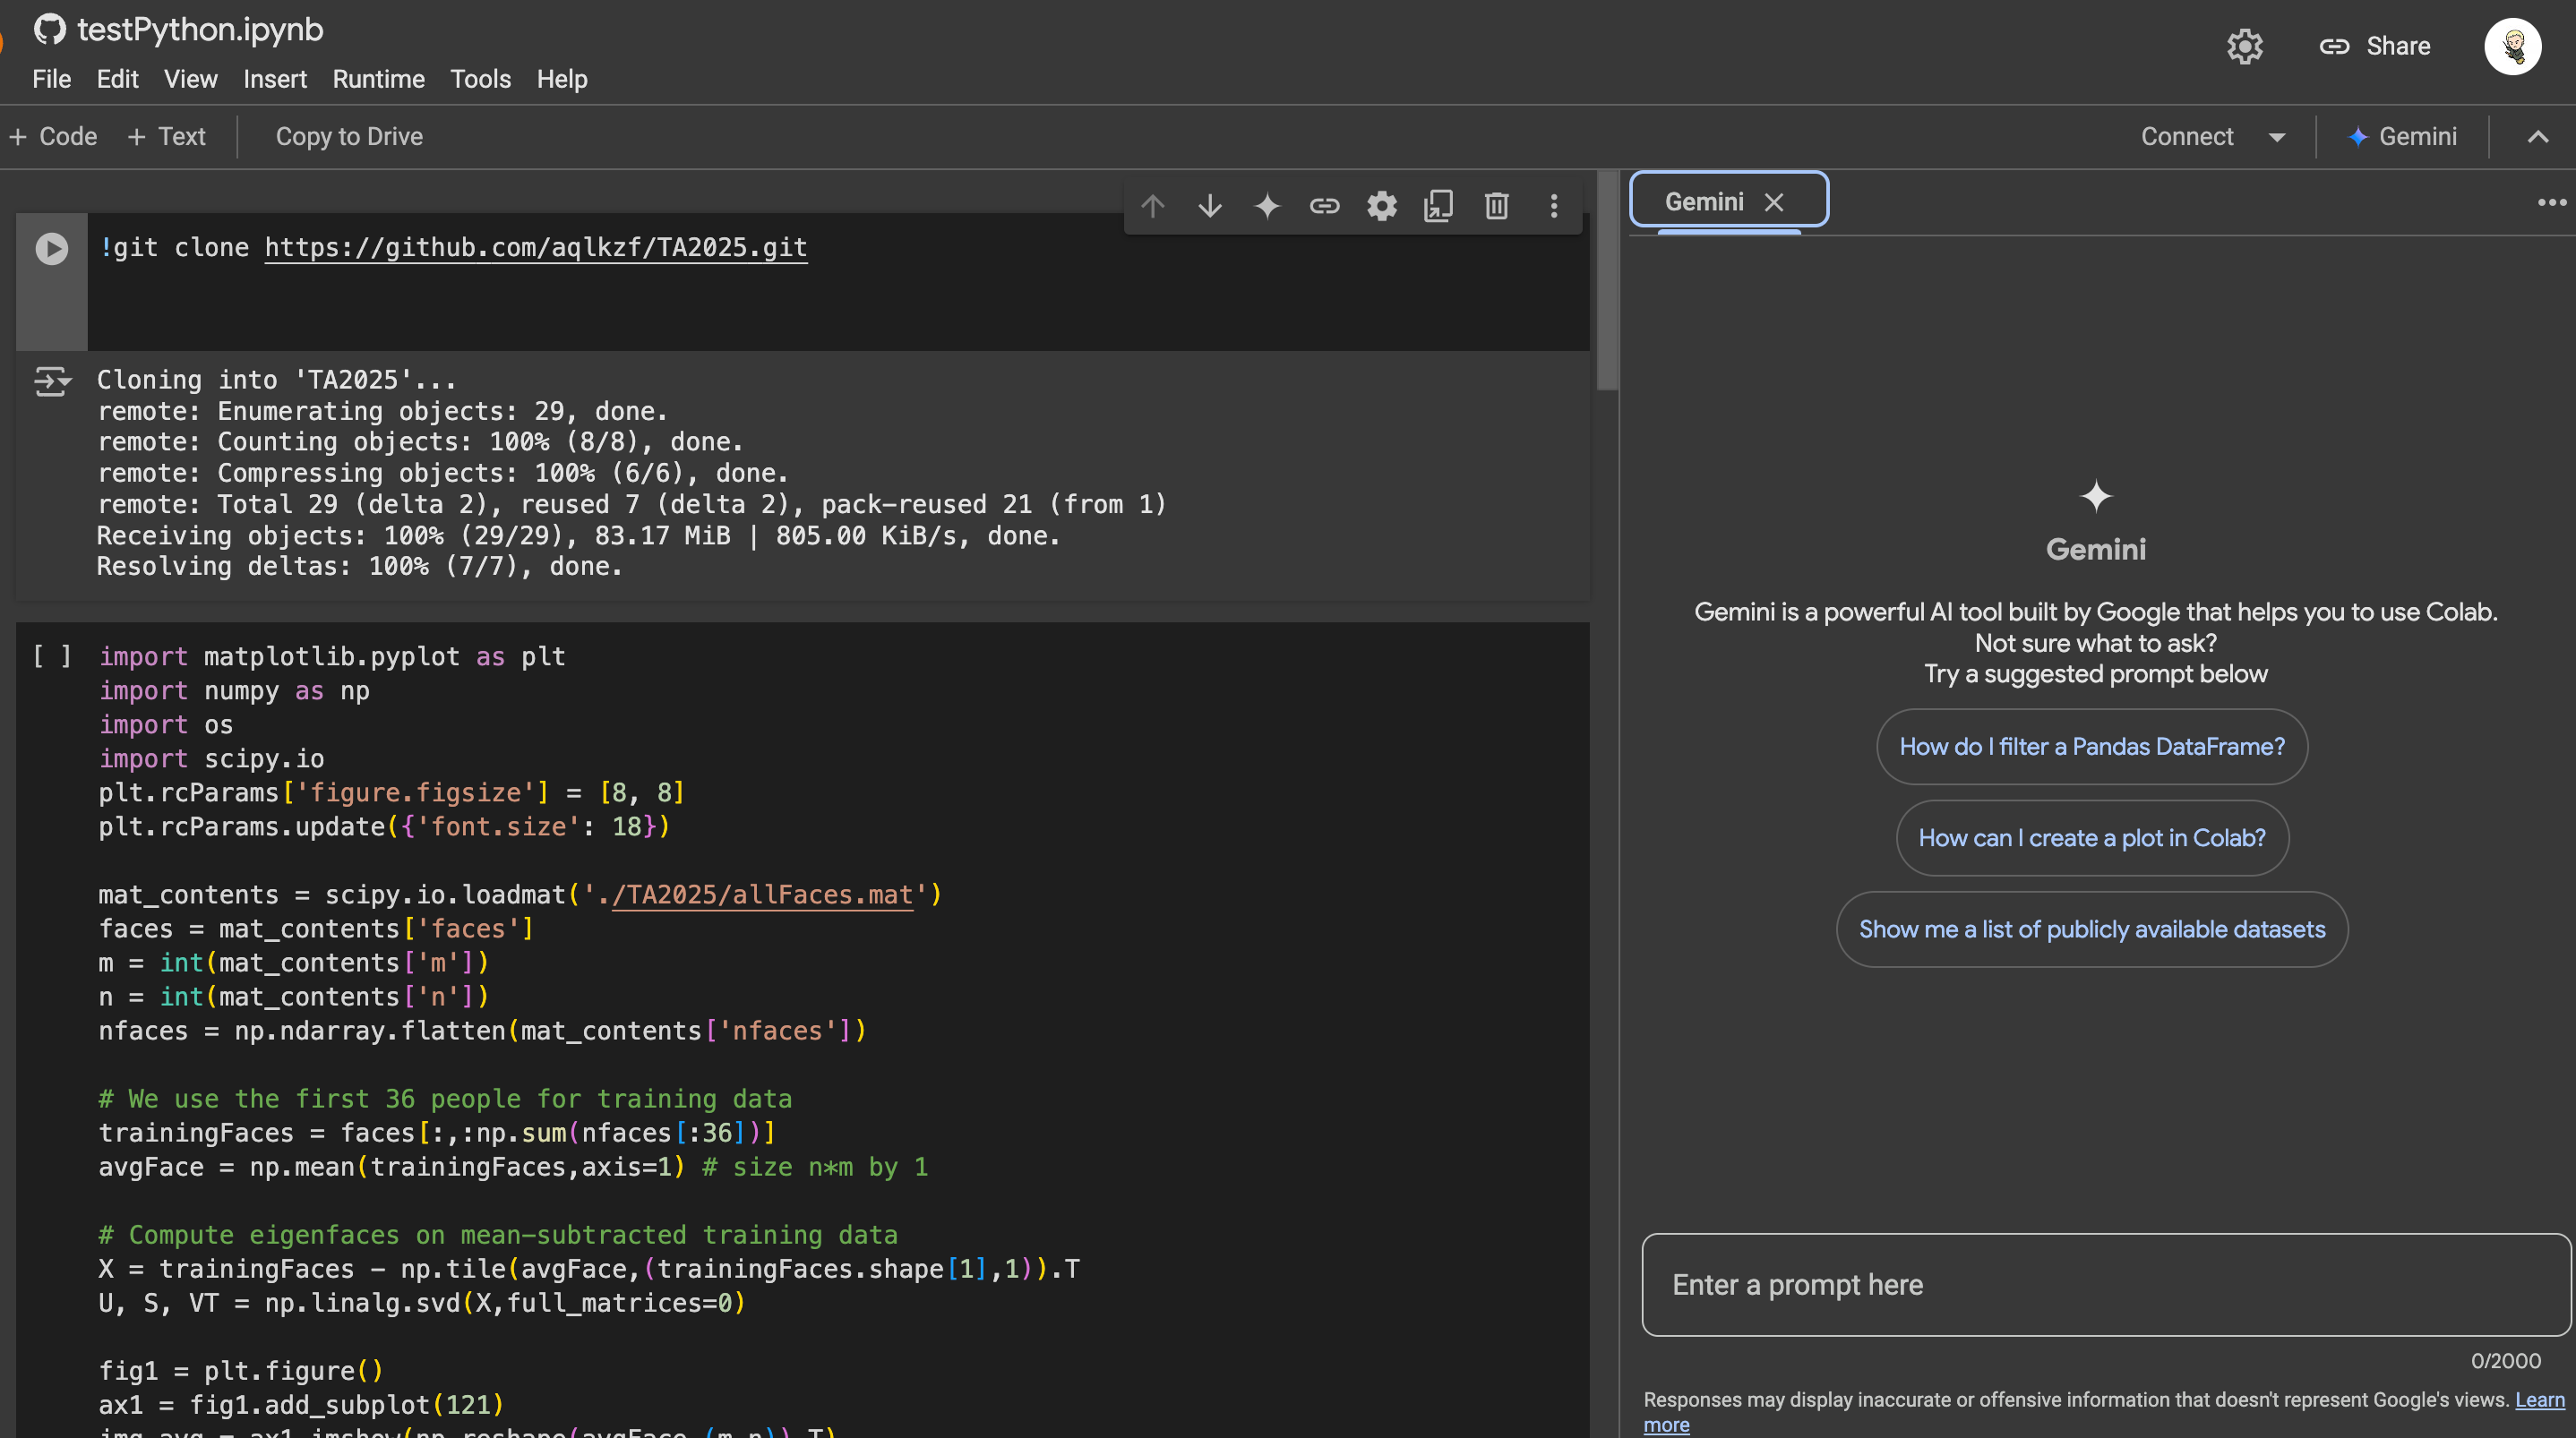 testPython.ipynb
File Edit View Insert Runtime Tools Help
Share
+ Code + Text Copy to Drive
Connect Gemini
!git clone https://github.com/aqlkzf/TA2025.git
Cloning into 'TA2025'...
remote: Enumerating objects: 29, done.
remote: Counting objects: 100% (8/8), done.
remote: Compressing objects: 100% (6/6), done.
remote: Total 29 (delta 2), reused 7 (delta 2), pack-reused 21 (from 1)
Receiving objects: 100% (29/29), 83.17 MiB | 805.00 KiB/s, done.
Resolving deltas: 100% (7/7), done.
[ ] import matplotlib.pyplot as plt
import numpy as np
import os
import scipy.io
plt.rcParams['figure.figsize'] = [8, 8]
plt.rcParams.update({'font.size': 18})
mat_contents = scipy.io.loadmat('./TA2025/allFaces.mat')
faces = mat_contents['faces']
m = int(mat_contents['m'])
n = int(mat_contents['n'])
nfaces = np.ndarray.flatten(mat_contents['nfaces'])
# We use the first 36 people for training data
trainingFaces = faces[:,:np.sum(nfaces[:36])]
avgFace = np.mean(trainingFaces,axis=1) # size n*m by 1
# Compute eigenfaces on mean-subtracted training data
X = trainingFaces - np.tile(avgFace,(trainingFaces.shape[1],1)).T
U, S, VT = np.linalg.svd(X,full_matrices=0)
fig1 = plt.figure()
ax1 = fig1.add_subplot(121)
img_avg = ax1.imshow(np.reshape(avgFace,(m,n)).T)
Gemini
Gemini
Gemini is a powerful AI tool built by Google that helps you to use Colab.
Not sure what to ask?
Try a suggested prompt below
How do I filter a Pandas DataFrame?
How can I create a plot in Colab?
Show me a list of publicly available datasets
Enter a prompt here
0/2000
Responses may display inaccurate or offensive information that doesn't represent Google's views. Learn
more